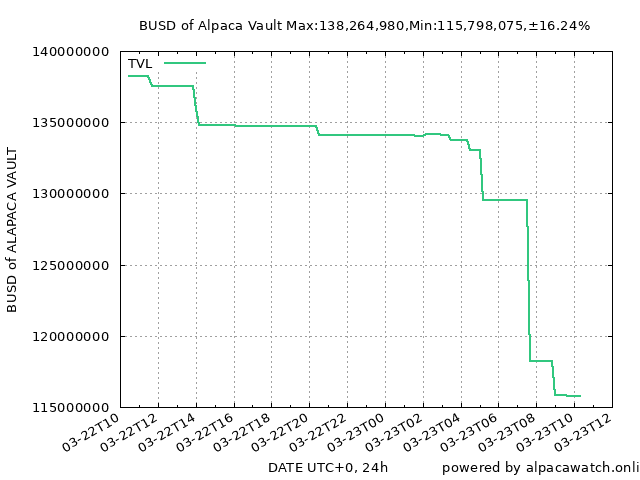 BUSD of Alpaca Vault Max:138,264,980,Min:115,798,075,±16.24%
TVL
140000000
135000000
130000000
125000000
120000000
115000000
BUSD of ALAPACA VAULT
03-22T10
03-22T12
03-22T14
03-22T16
03-22T18
03-22T20
03-22T22
03-23T00
03-23T02
03-23T04
03-23T06
03-23T08
03-23T10
03-23T12
DATE UTC+0, 24h
powered by alpacawatch.onli